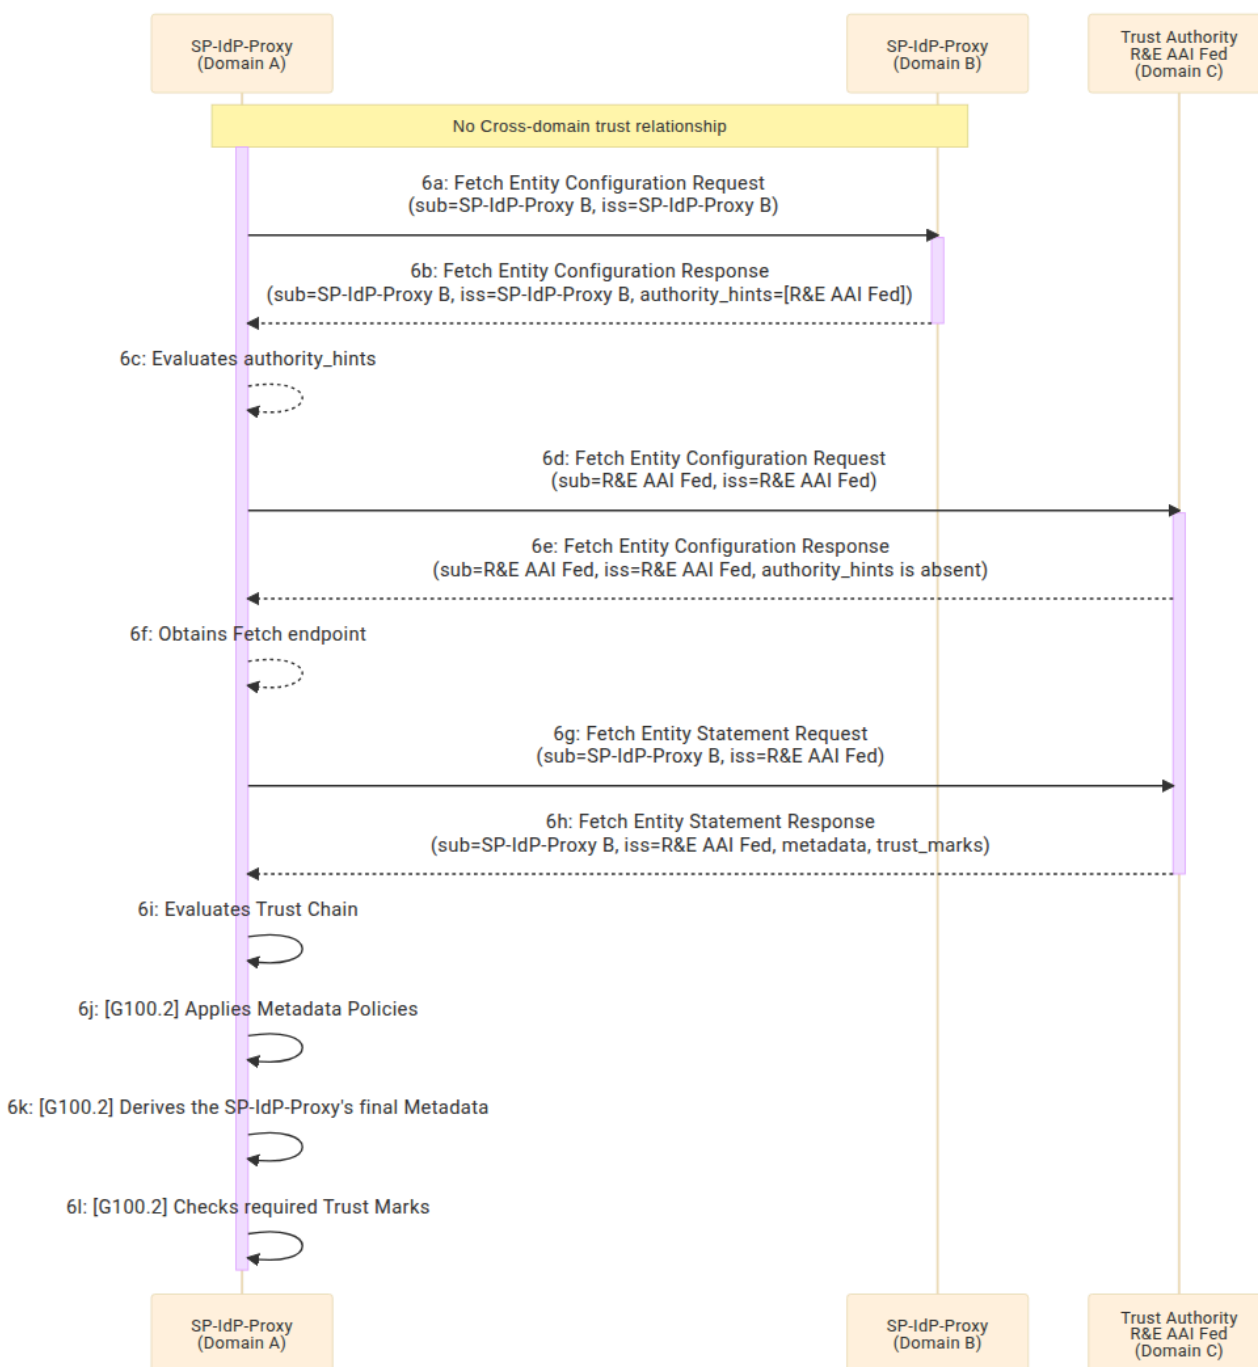 SP-IdP-Proxy
(Domain A)
SP-IdP-Proxy
(Domain B)
Trust Authority
R&E AAI Fed
(Domain C)
No Cross-domain trust relationship
6a: Fetch Entity Configuration Request
(sub=SP-IdP-Proxy B, iss=SP-IdP-Proxy B)
6b: Fetch Entity Configuration Response
(sub=SP-IdP-Proxy B, iss=SP-IdP-Proxy B, authority_hints=[R&E AAI Fed])
6c: Evaluates authority_hints
6d: Fetch Entity Configuration Request
(sub=R&E AAI Fed, iss=R&E AAI Fed)
6e: Fetch Entity Configuration Response
(sub=R&E AAI Fed, iss=R&E AAI Fed, authority_hints is absent)
6f: Obtains Fetch endpoint
6g: Fetch Entity Statement Request
(sub=SP-IdP-Proxy B, iss=R&E AAI Fed)
6h: Fetch Entity Statement Response
(sub=SP-IdP-Proxy B, iss=R&E AAI Fed, metadata, trust_marks)
6i: Evaluates Trust Chain
6j: [G100.2] Applies Metadata Policies
6k: [G100.2] Derives the SP-IdP-Proxy's final Metadata
6l: [G100.2] Checks required Trust Marks
SP-IdP-Proxy
(Domain A)
SP-IdP-Proxy
(Domain B)
Trust Authority
R&E AAI Fed
(Domain C)